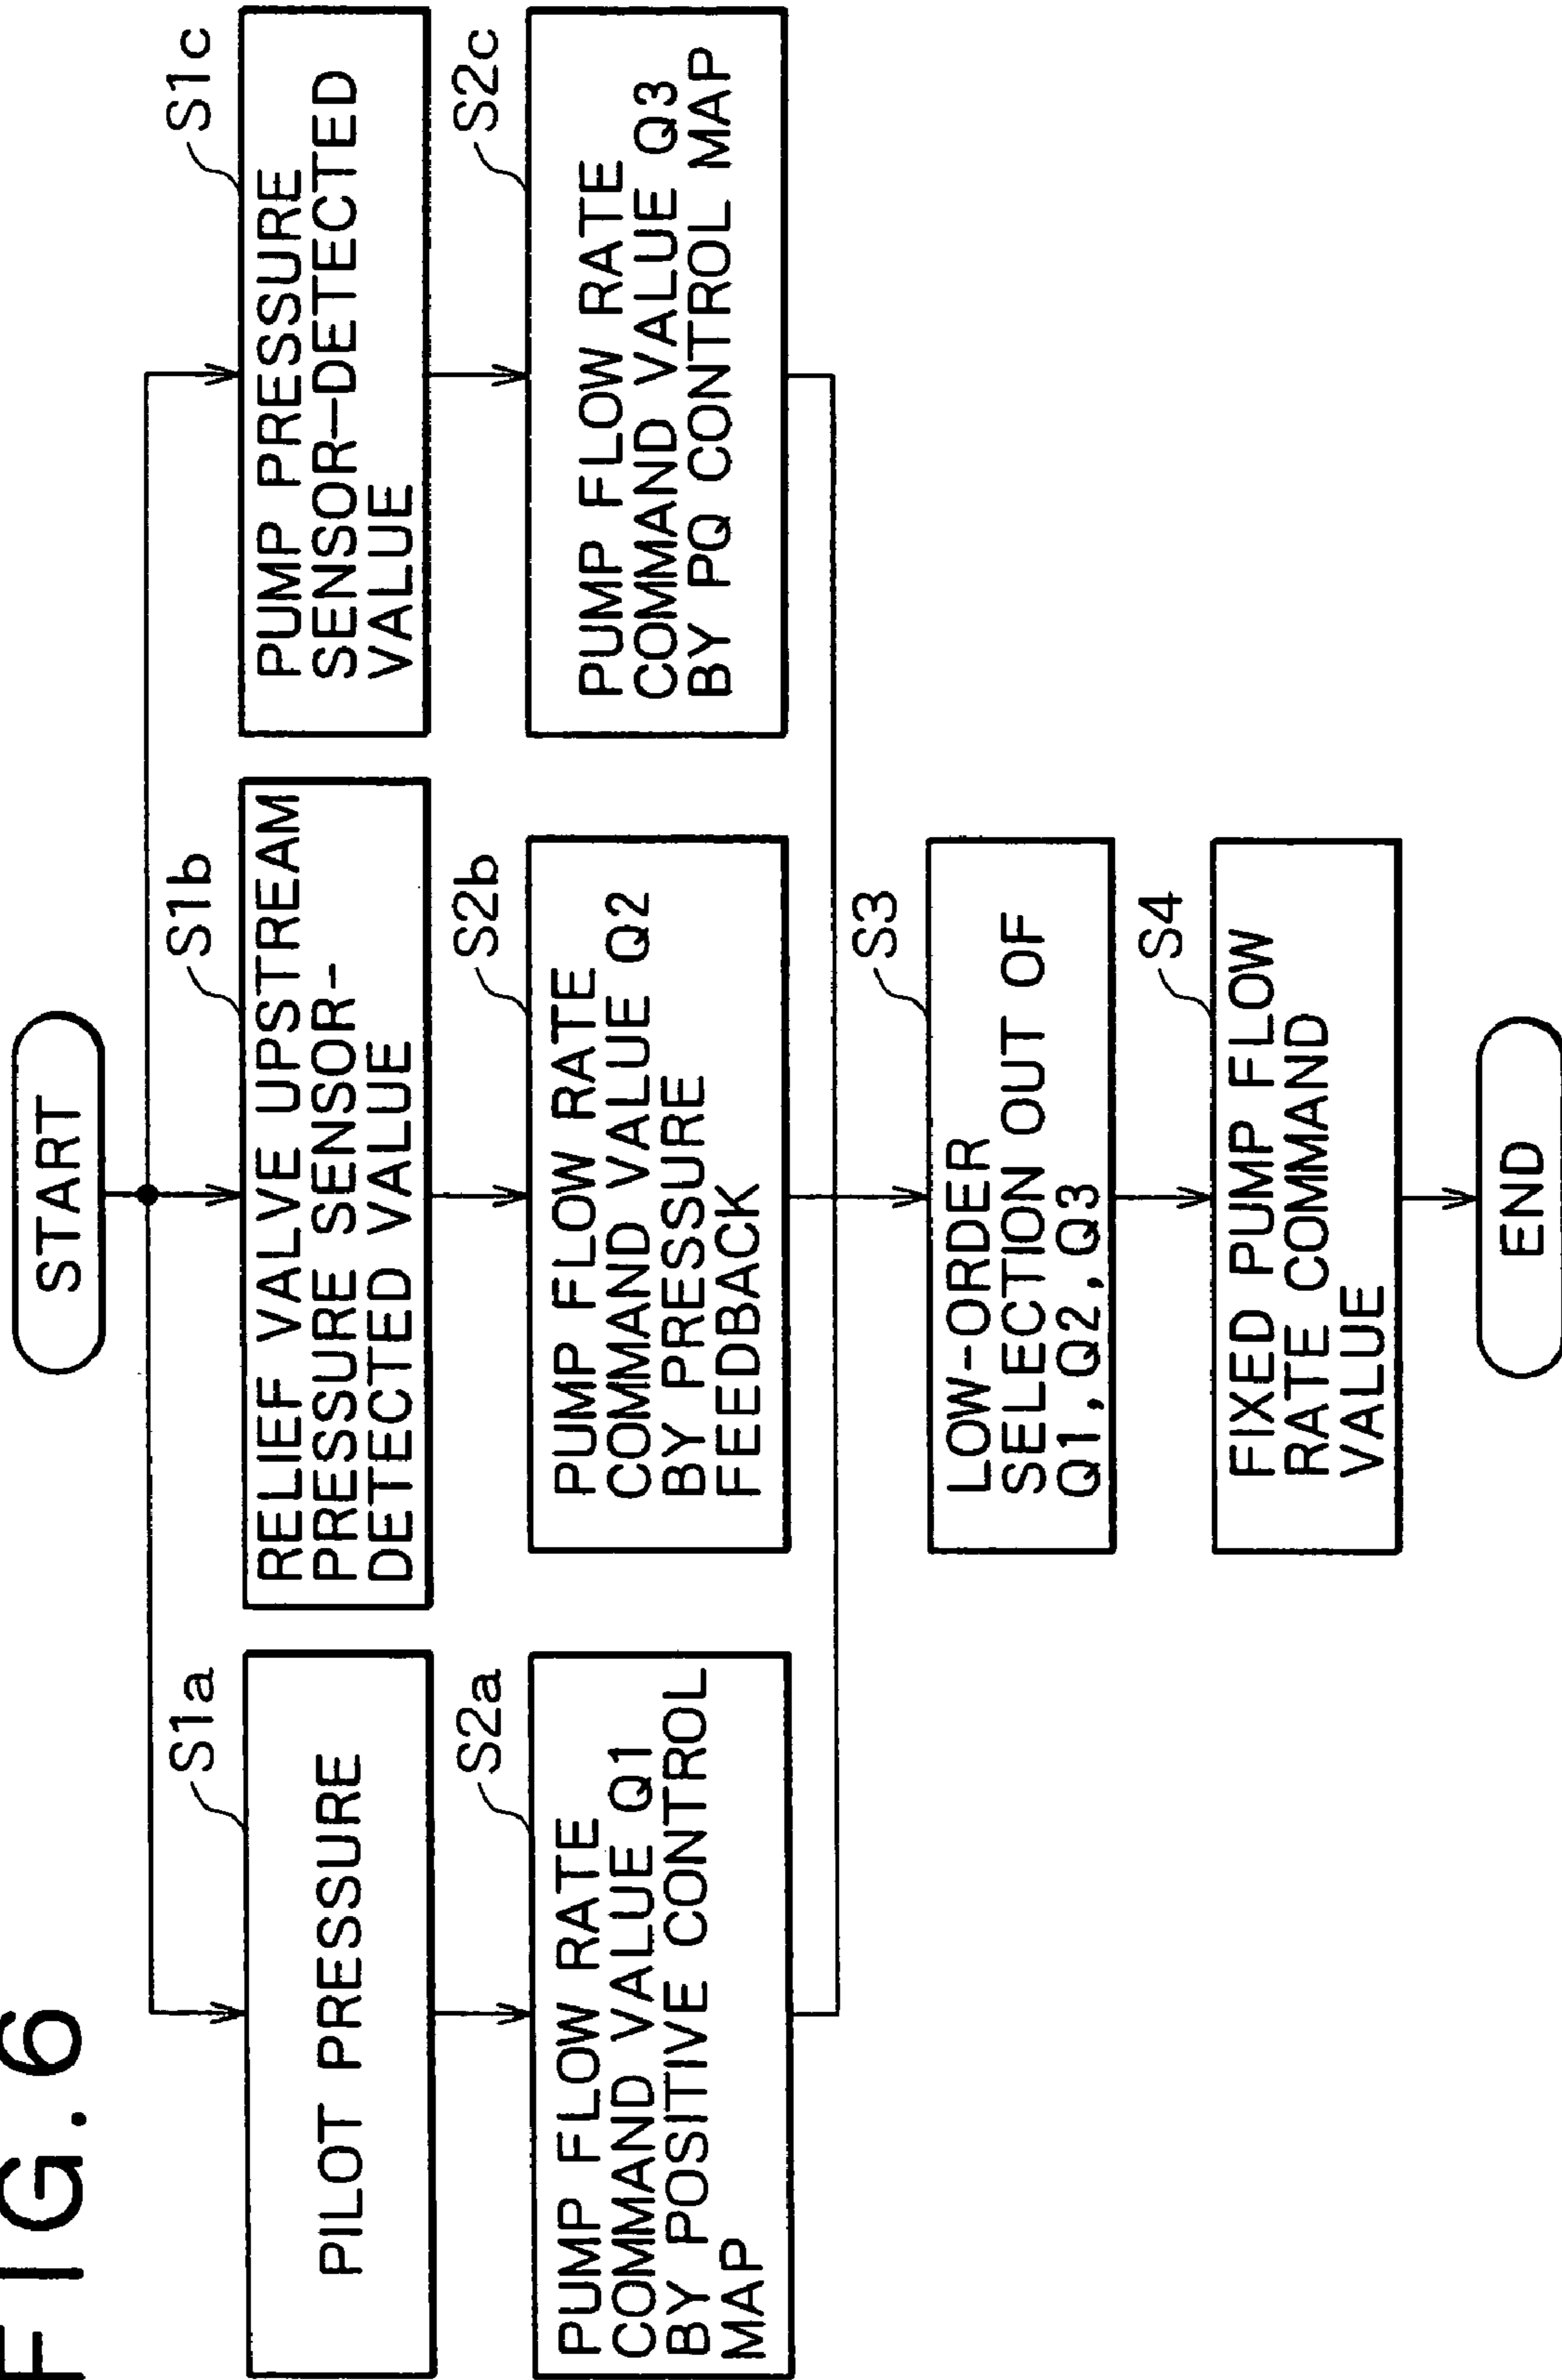 FIG.6
START
S1a
PILOT PRESSURE
S1b
RELIEF VALVE UPSTREAM
PRESSURE SENSOR-
DETECTED VALUE
S1c
PUMP PRESSURE
SENSOR-DETECTED
VALUE
S2a
PUMP FLOW RATE
COMMAND VALUE Q1
BY POSITIVE CONTROL
MAP
S2b
PUMP FLOW RATE
COMMAND VALUE Q2
BY PRESSURE
FEEDBACK
S2c
PUMP FLOW RATE
COMMAND VALUE Q3
BY PQ CONTROL MAP
S3
LOW-ORDER
SELECTION OUT OF
Q1,Q2,Q3
S4
FIXED PUMP FLOW
RATE COMMAND
VALUE
END